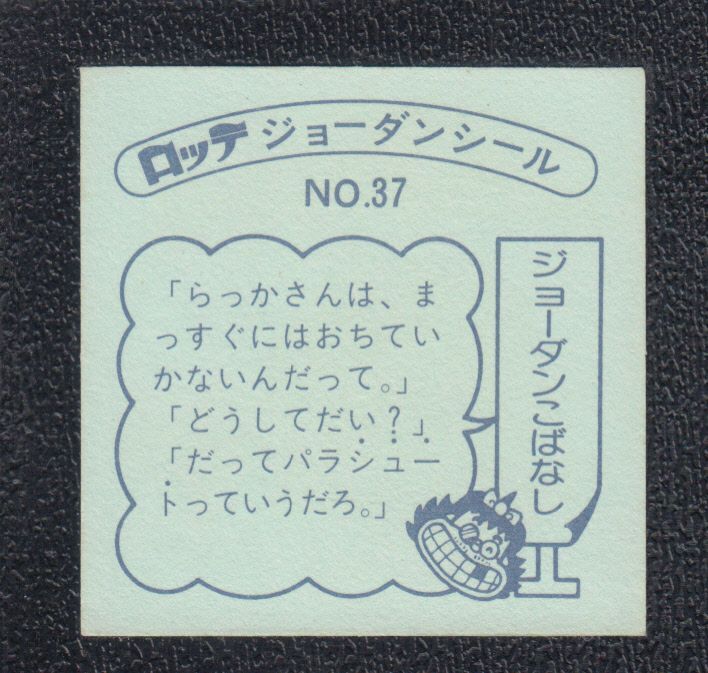 ロッテ ジョーダンシール
NO.37
ジョーダンこばなし
「らっかさんは、ま
っすぐにはおちてい
かないんだって。」
「どうしてだい？」
「だってパラシュー
トっていうだろ。」